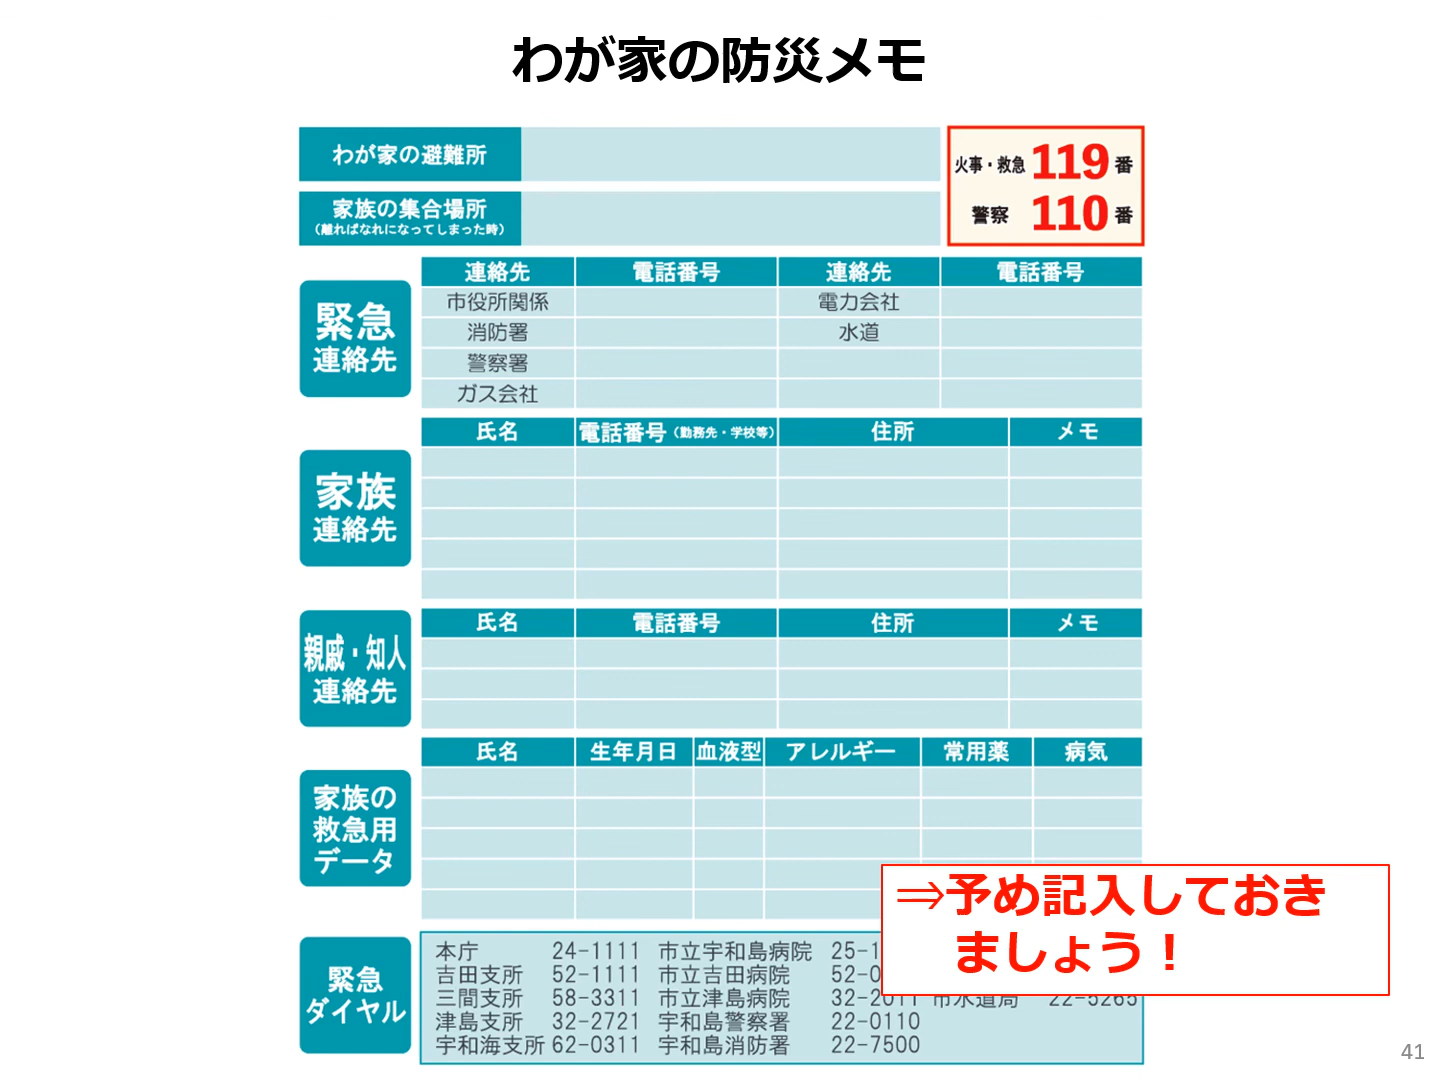 わが家の防災メモ
わが家の避難所
火事・救急 119 番
警察 110 番
家族の集合場所
（離ればなれになってしまった時）
緊急
連絡先
連絡先 電話番号 連絡先 電話番号
市役所関係 電力会社
消防署 水道
警察署
ガス会社
家族
連絡先
氏名 電話番号（勤務先・学校等） 住所 メモ
親戚・知人
連絡先
氏名 電話番号 住所 メモ
家族の
救急用
データ
氏名 生年月日 血液型 アレルギー 常用薬 病気
⇒予め記入しておき
ましょう！
緊急
ダイヤル
本庁 24-1111 市立宇和島病院 25-1
吉田支所 52-1111 市立吉田病院 52-0
三間支所 58-3311 市立津島病院 32-2011 市水道局 22-5265
津島支所 32-2721 宇和島警察署 22-0110
宇和海支所 62-0311 宇和島消防署 22-7500
41